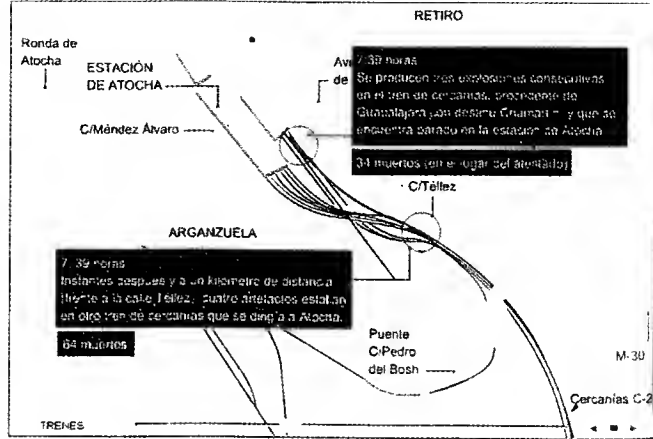 RETIRO
Ronda de
Atocha
ESTACIÓN
DE ATOCHA
C/Méndez Álvaro
de
7:39 horas
Se producen tres explosiones consecutivas
en el tren de cercanías, procedente de
Guadalajara con destino Chamartín y que se
encuentra parado en la estación de Atocha
34 muertos (en el lugar del atentado)
C/Téllez
ARGANZUELA
7:39 horas
Instantes después y a un kilómetro de distancia
(frente a la calle Téllez), cuatro artefactos estallan
en otro tren de cercanías que se dirigía a Atocha.
64 muertos
Puente
C/Pedro
del Bosh
M-30
Cercanías C-2
TRENES